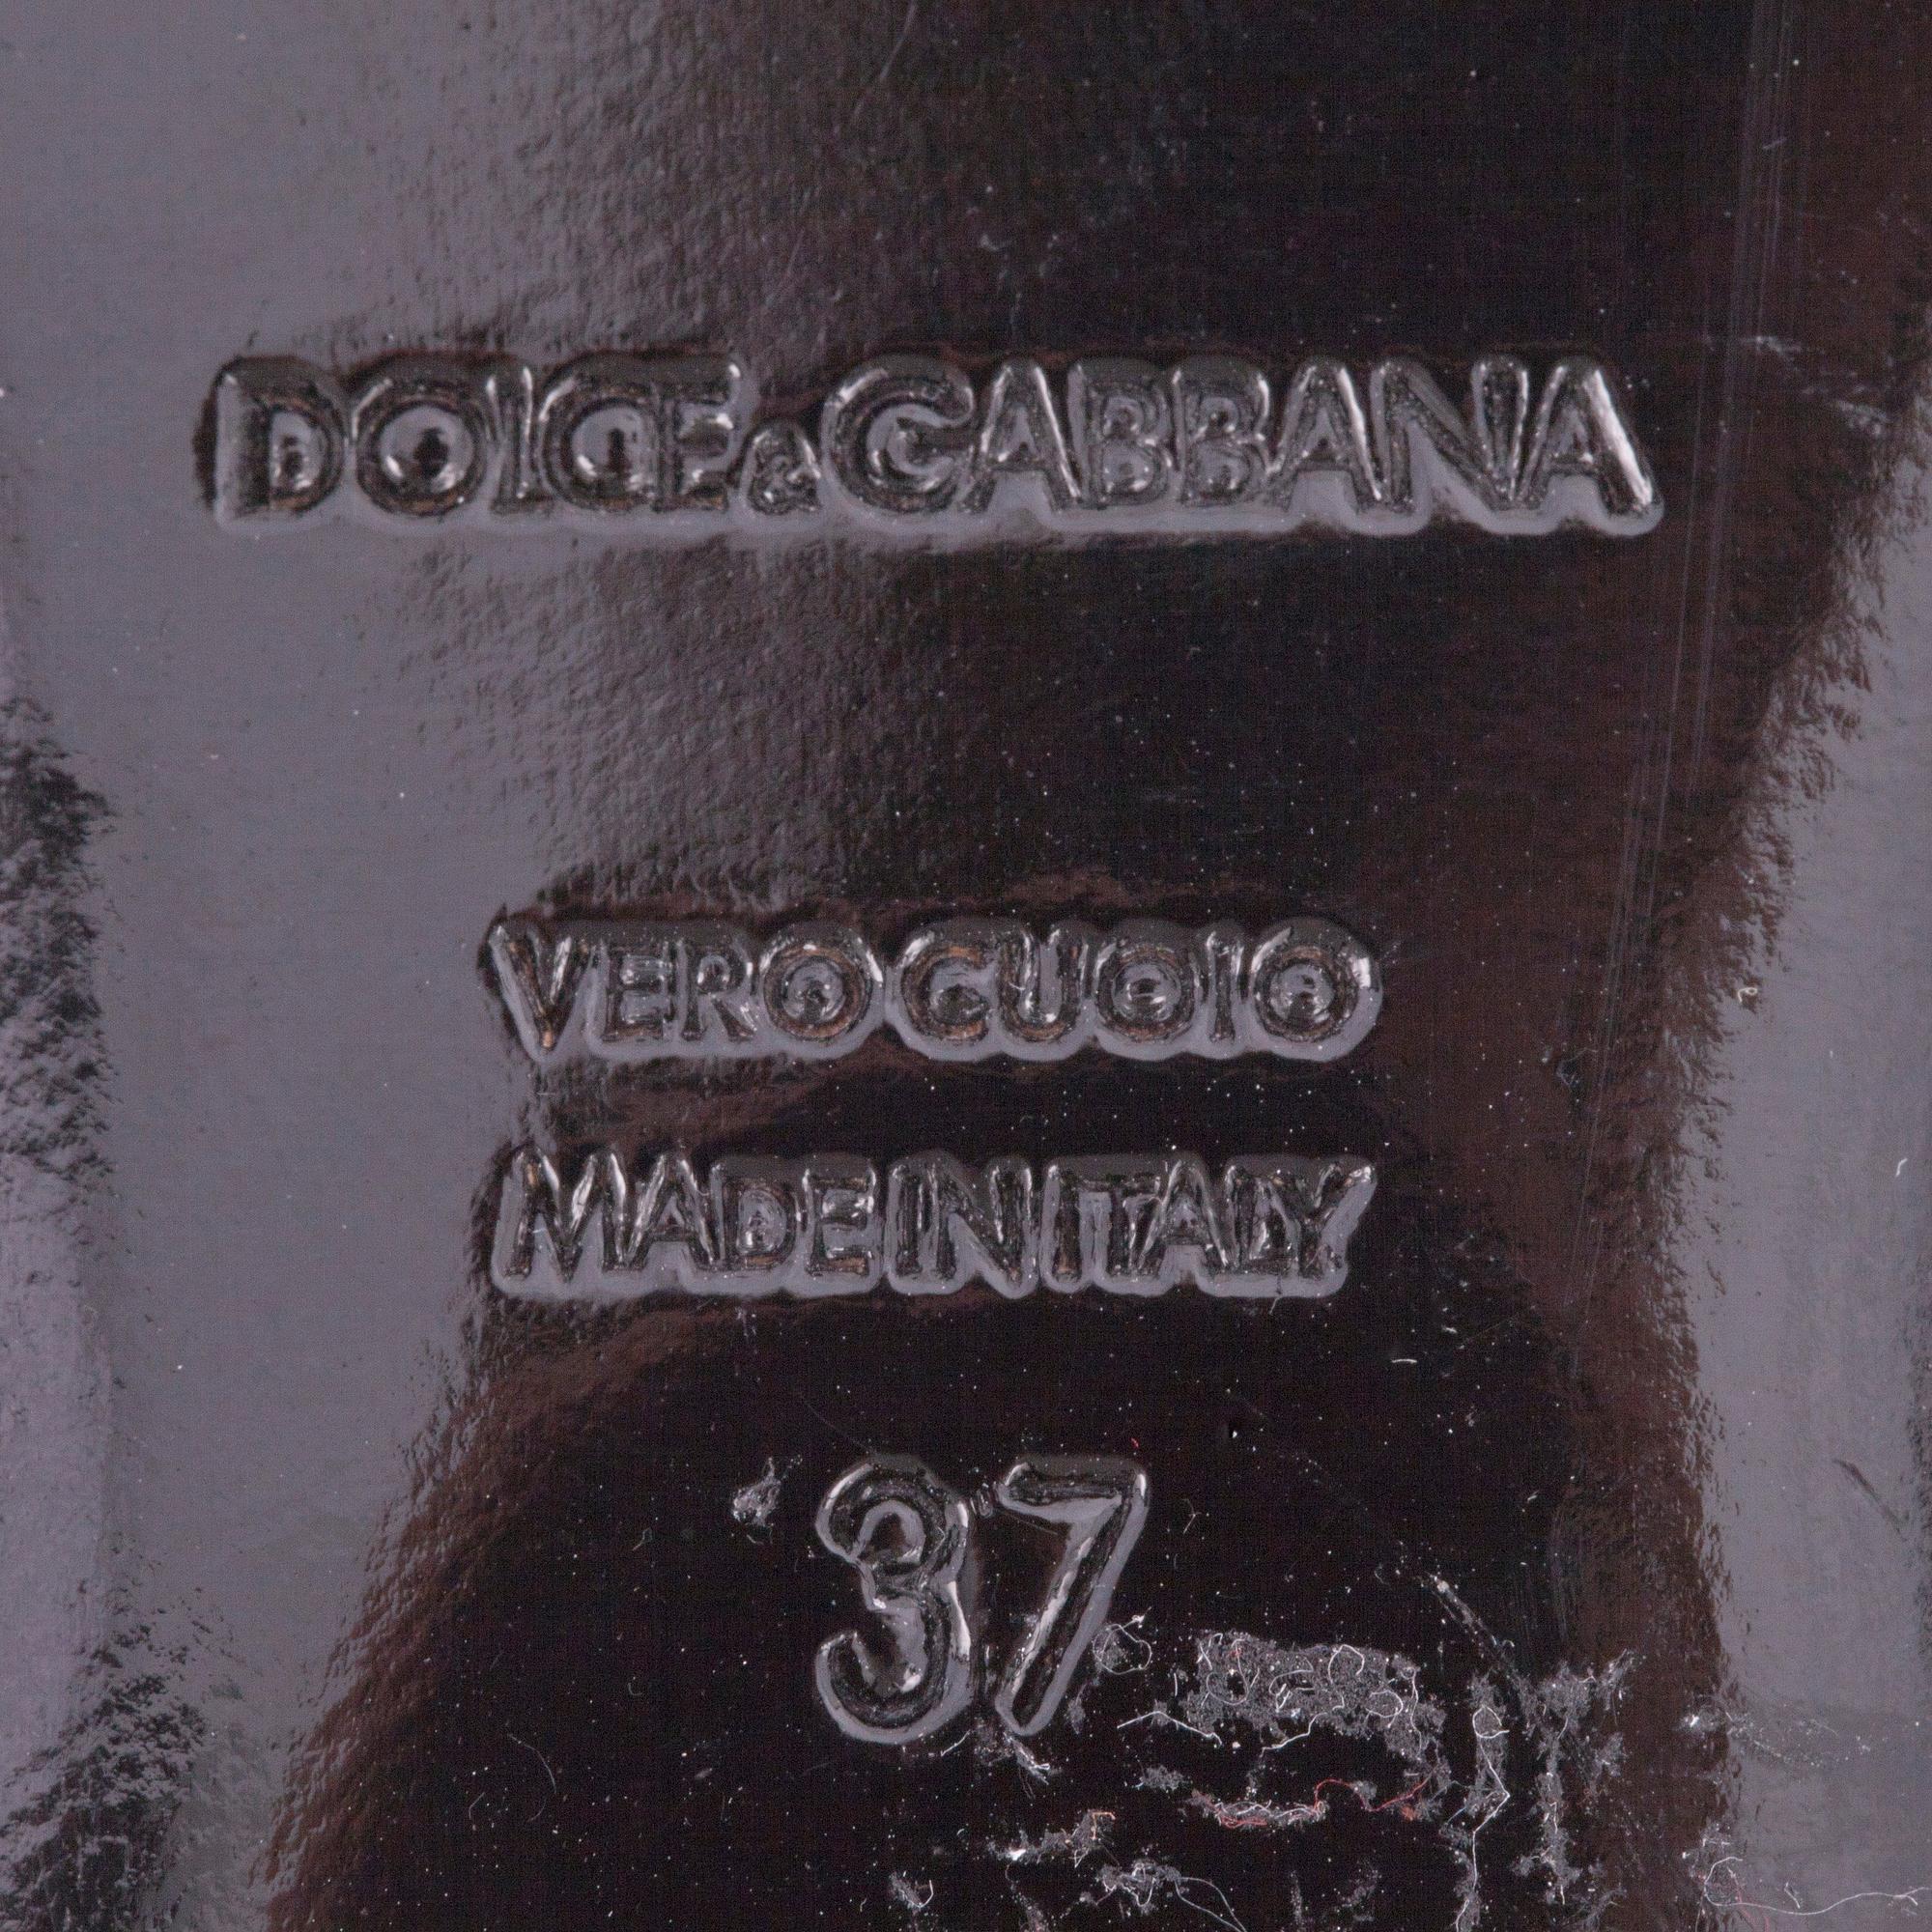 DOLCE & GABBANA
VERO CUOIO
MADE IN ITALY
37